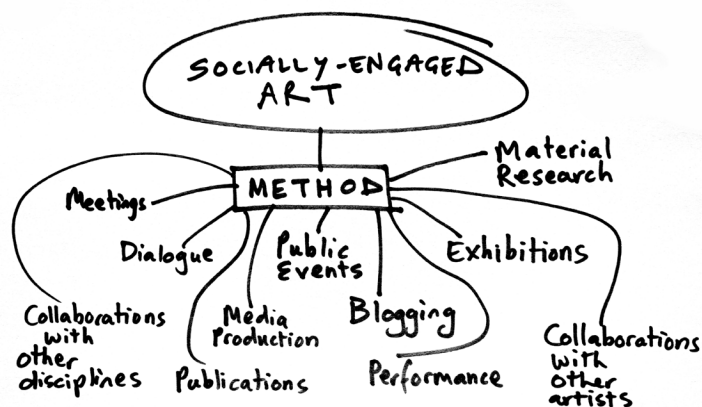 SOCIALLY-ENGAGED
ART
METHOD
Material
Research
Meetings
Dialogue
Public
Events
Exhibitions
Collaborations
with
other
disciplines
Publications
Media
Production
Blogging
Performance
Collaborations
with
other
artists